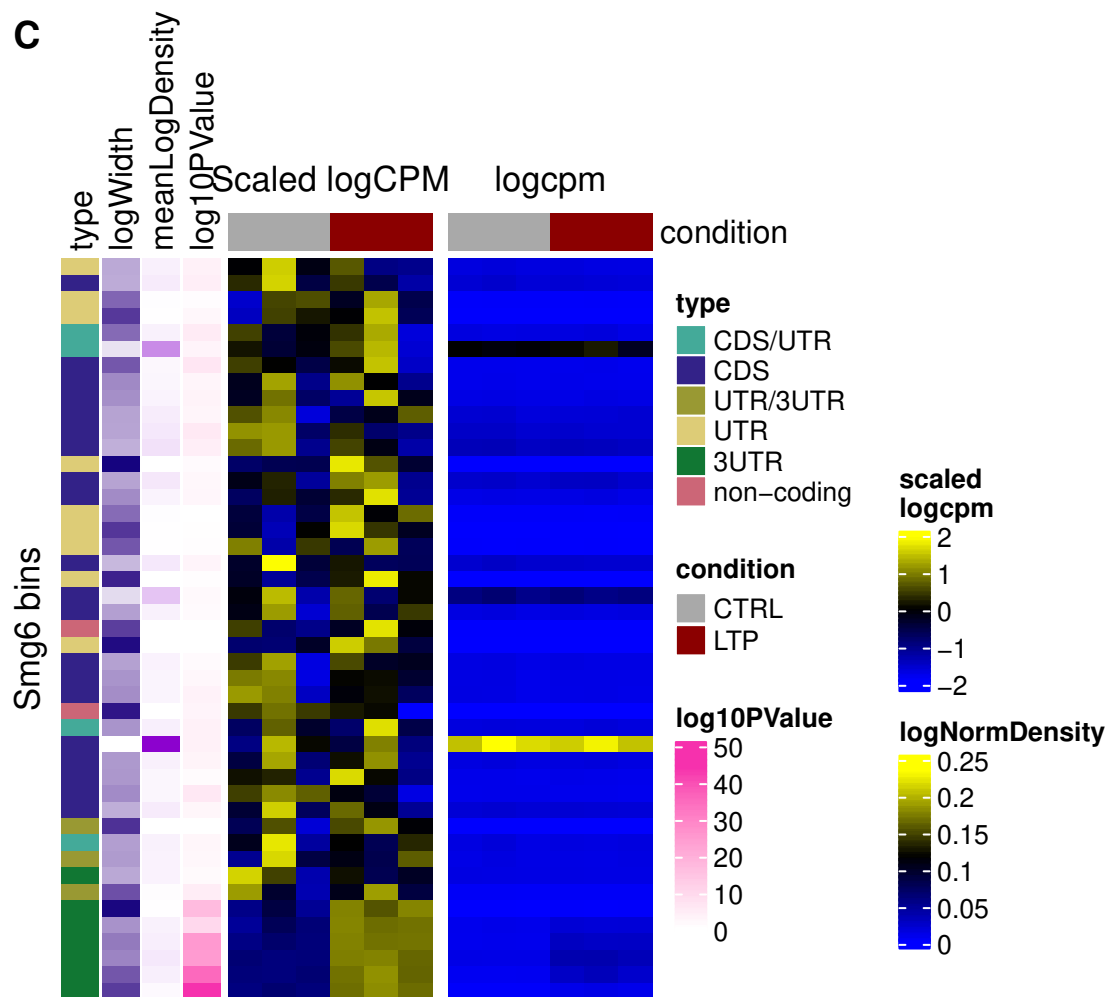 C
type
logWidth
meanLogDensity
log10PValue
Scaled logCPM
logcpm
condition
Smg6 bins
type
CDS/UTR
CDS
UTR/3UTR
UTR
3UTR
non−coding
condition
CTRL
LTP
log10PValue
50
40
30
20
10
0
scaled
logcpm
2
1
0
−1
−2
logNormDensity
0.25
0.2
0.15
0.1
0.05
0